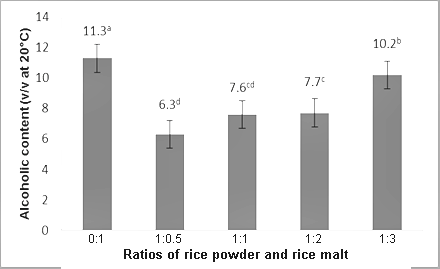 14
12
10
8
6
4
2
0
Alcoholic content (v/v at 20°C)
11.3ᵃ
6.3ᵈ
7.6ᶜᵈ
7.7ᶜ
10.2ᵇ
0:1 1:0.5 1:1 1:2 1:3
Ratios of rice powder and rice malt